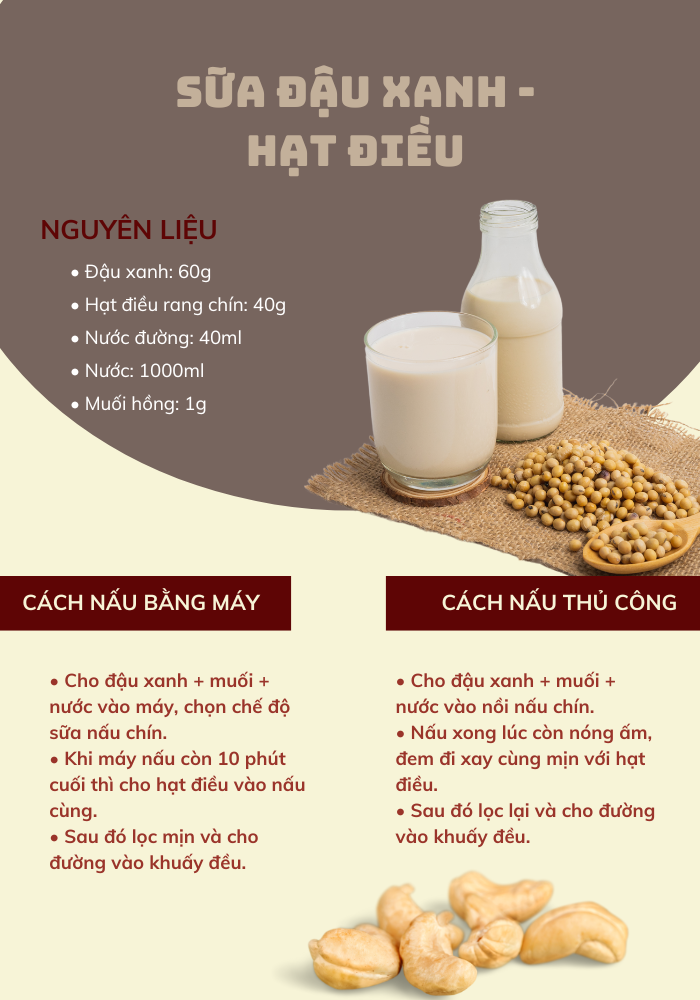 SỮA ĐẬU XANH -
HẠT ĐIỀU
NGUYÊN LIỆU
• Đậu xanh: 60g
• Hạt điều rang chín: 40g
• Nước đường: 40ml
• Nước: 1000ml
• Muối hồng: 1g
CÁCH NẤU BẰNG MÁY
• Cho đậu xanh + muối +
nước vào máy, chọn chế độ
sữa nấu chín.
• Khi máy nấu còn 10 phút
cuối thì cho hạt điều vào nấu
cùng.
• Sau đó lọc mịn và cho
đường vào khuấy đều.
CÁCH NẤU THỦ CÔNG
• Cho đậu xanh + muối +
nước vào nồi nấu chín.
• Nấu xong lúc còn nóng ấm,
đem đi xay cùng mịn với hạt
điều.
• Sau đó lọc lại và cho đường
vào khuấy đều.